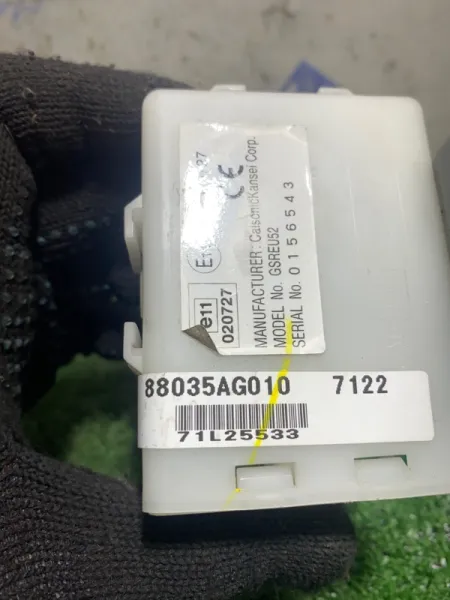 MANUFACTURER : CalsonicKansei Corp.
MODEL No. GSREU52
SERIAL No. 0156543
e11
020727
CE
88035AG010 7122
71L25533